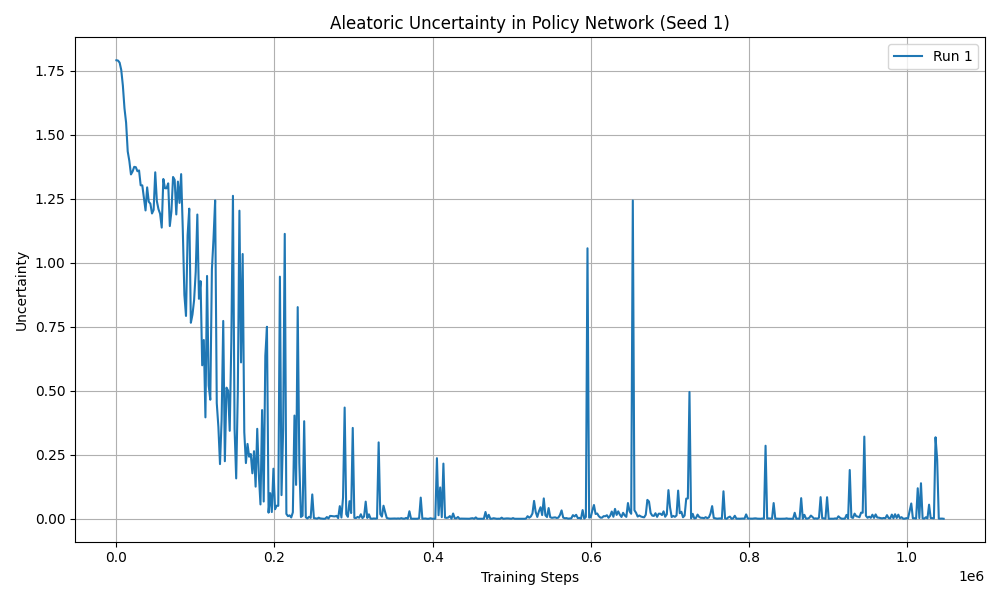 Aleatoric Uncertainty in Policy Network (Seed 1)
Run 1
1.75
1.50
1.25
1.00
0.75
0.50
0.25
0.00
Uncertainty
0.0
0.2
0.4
0.6
0.8
1.0
1e6
Training Steps